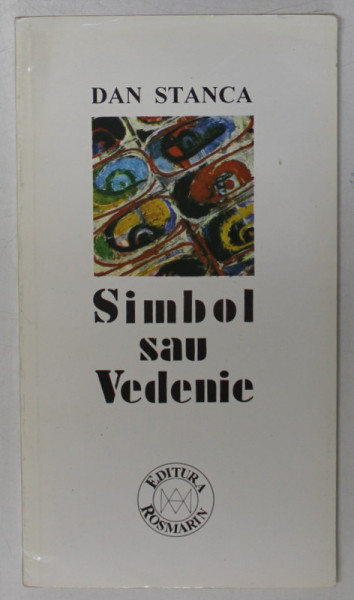 DAN STANCA
Simbol
sau
Vedenie
EDITURA
ROSMARIN